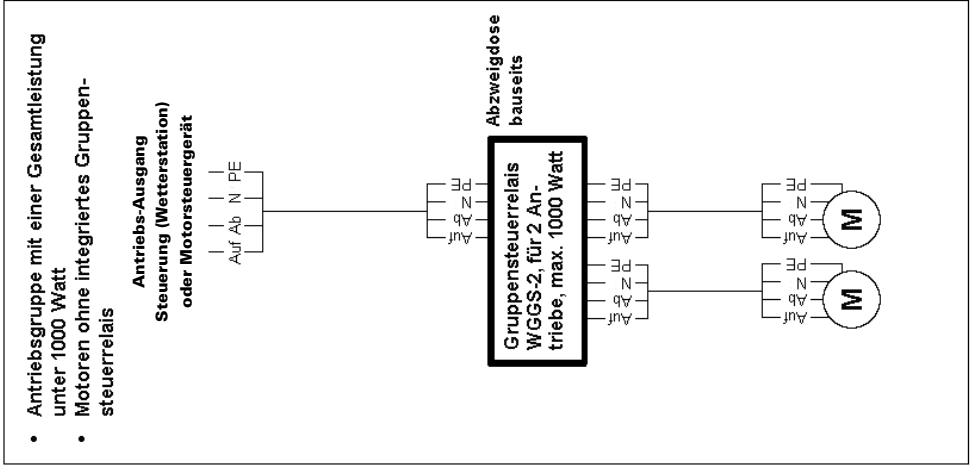 • Antriebsgruppe mit einer Gesamtleistung
unter 1000 Watt
• Motoren ohne integriertes Gruppen-
steuerrelais
Antriebs-Ausgang
Steuerung (Wetterstation)
oder Motorsteuergerät
Auf Ab N PE
Auf Ab N PE
Abzweigdose
bauseits
Gruppensteuerrelais
WGGS-2, für 2 An-
triebe, max. 1000 Watt
Auf Ab N PE
Auf Ab N PE
Auf Ab N PE
Auf Ab N PE
M
M